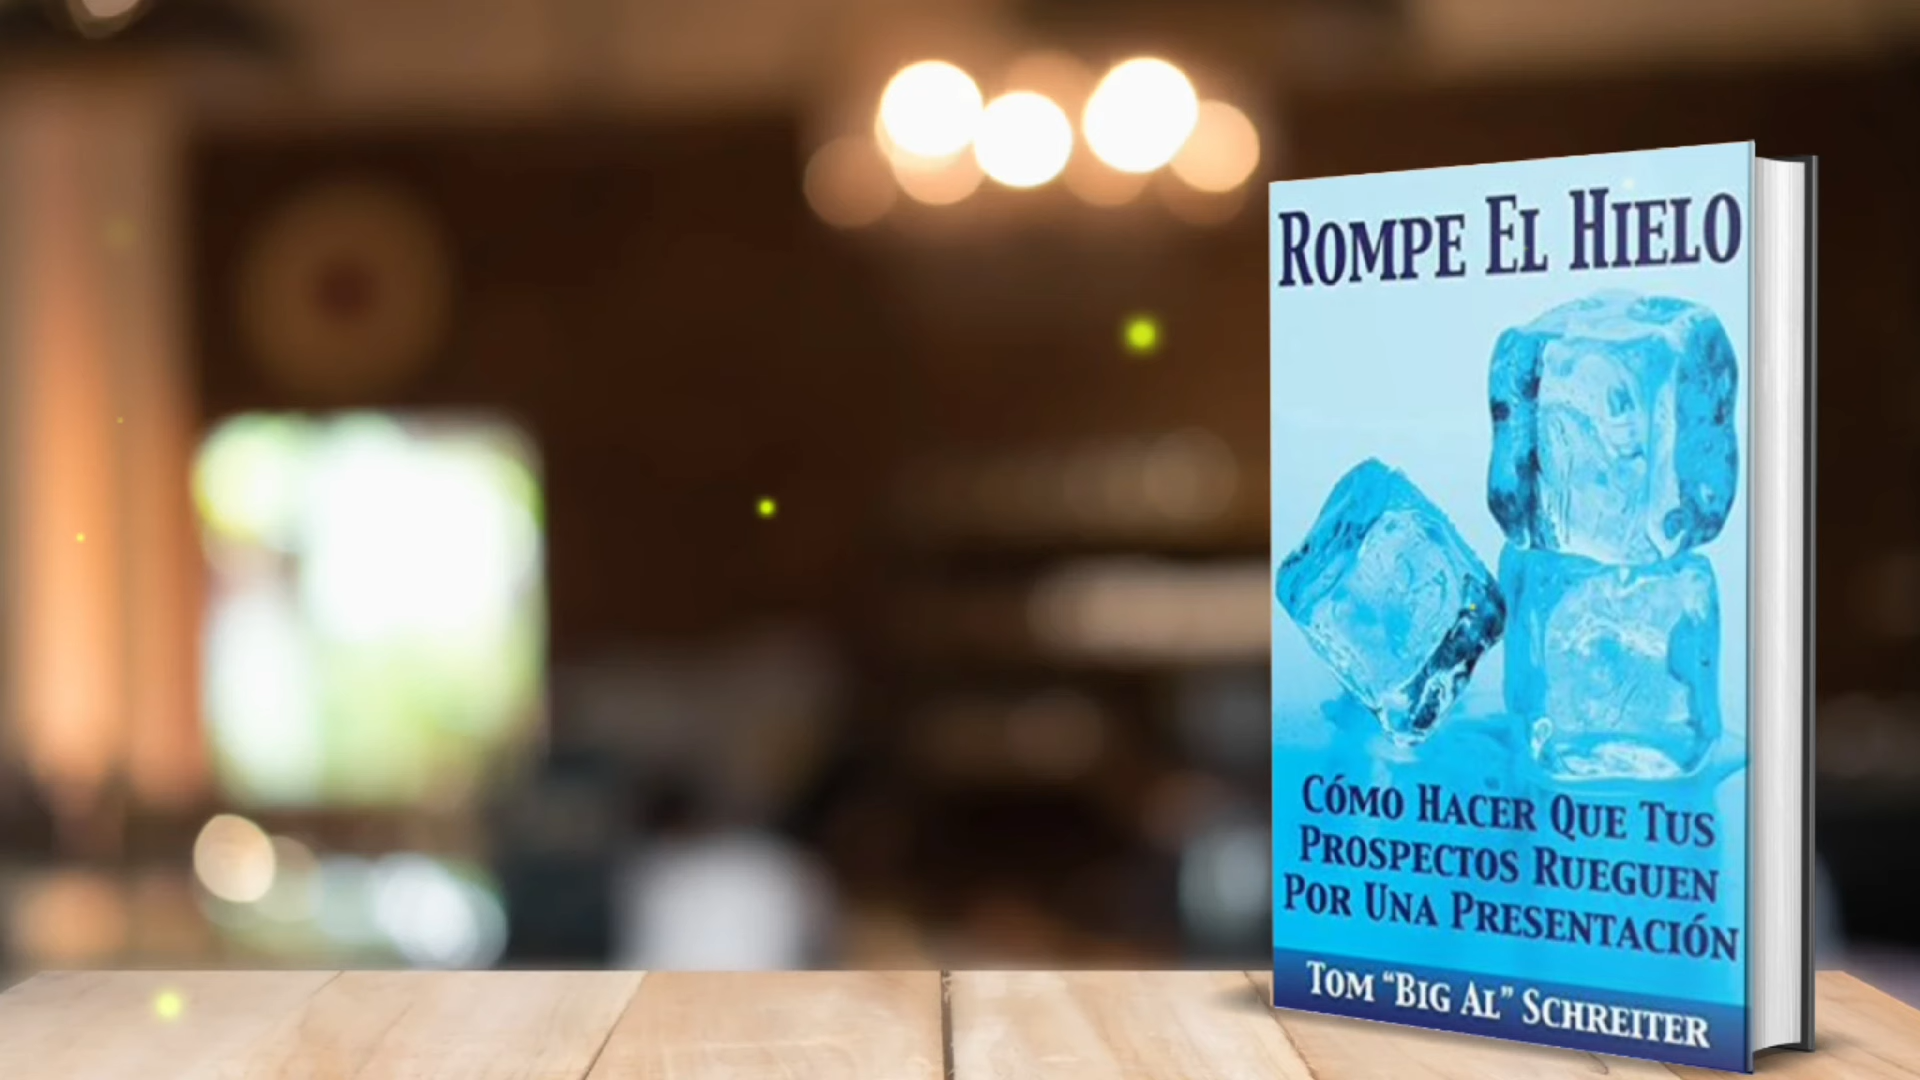 ROMPE EL HIELO
CÓMO HACER QUE TUS
PROSPECTOS RUEGUEN
POR UNA PRESENTACIÓN
TOM “BIG AL” SCHREITER